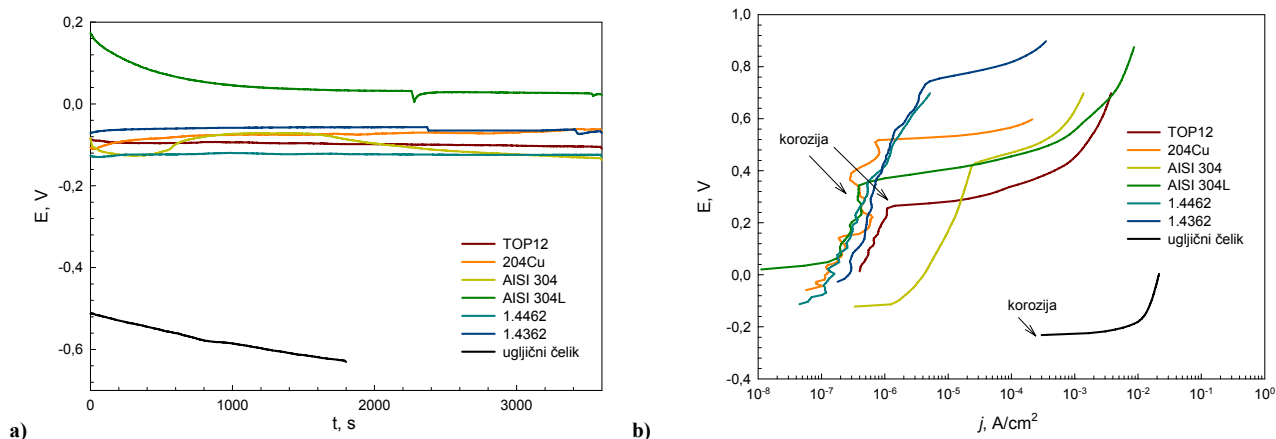 E, V
0,2
0,0
-0,2
-0,4
-0,6
TOP12
204Cu
AISI 304
AISI 304L
1.4462
1.4362
ugljični čelik
0 1000 2000 3000
t, s
a)
E, V
1,0
0,8
0,6
0,4
0,2
0,0
-0,2
-0,4
korozija
korozija
TOP12
204Cu
AISI 304
AISI 304L
1.4462
1.4362
ugljični čelik
10⁻⁸ 10⁻⁷ 10⁻⁶ 10⁻⁵ 10⁻⁴ 10⁻³ 10⁻² 10⁻¹ 10⁰
j, A/cm²
b)